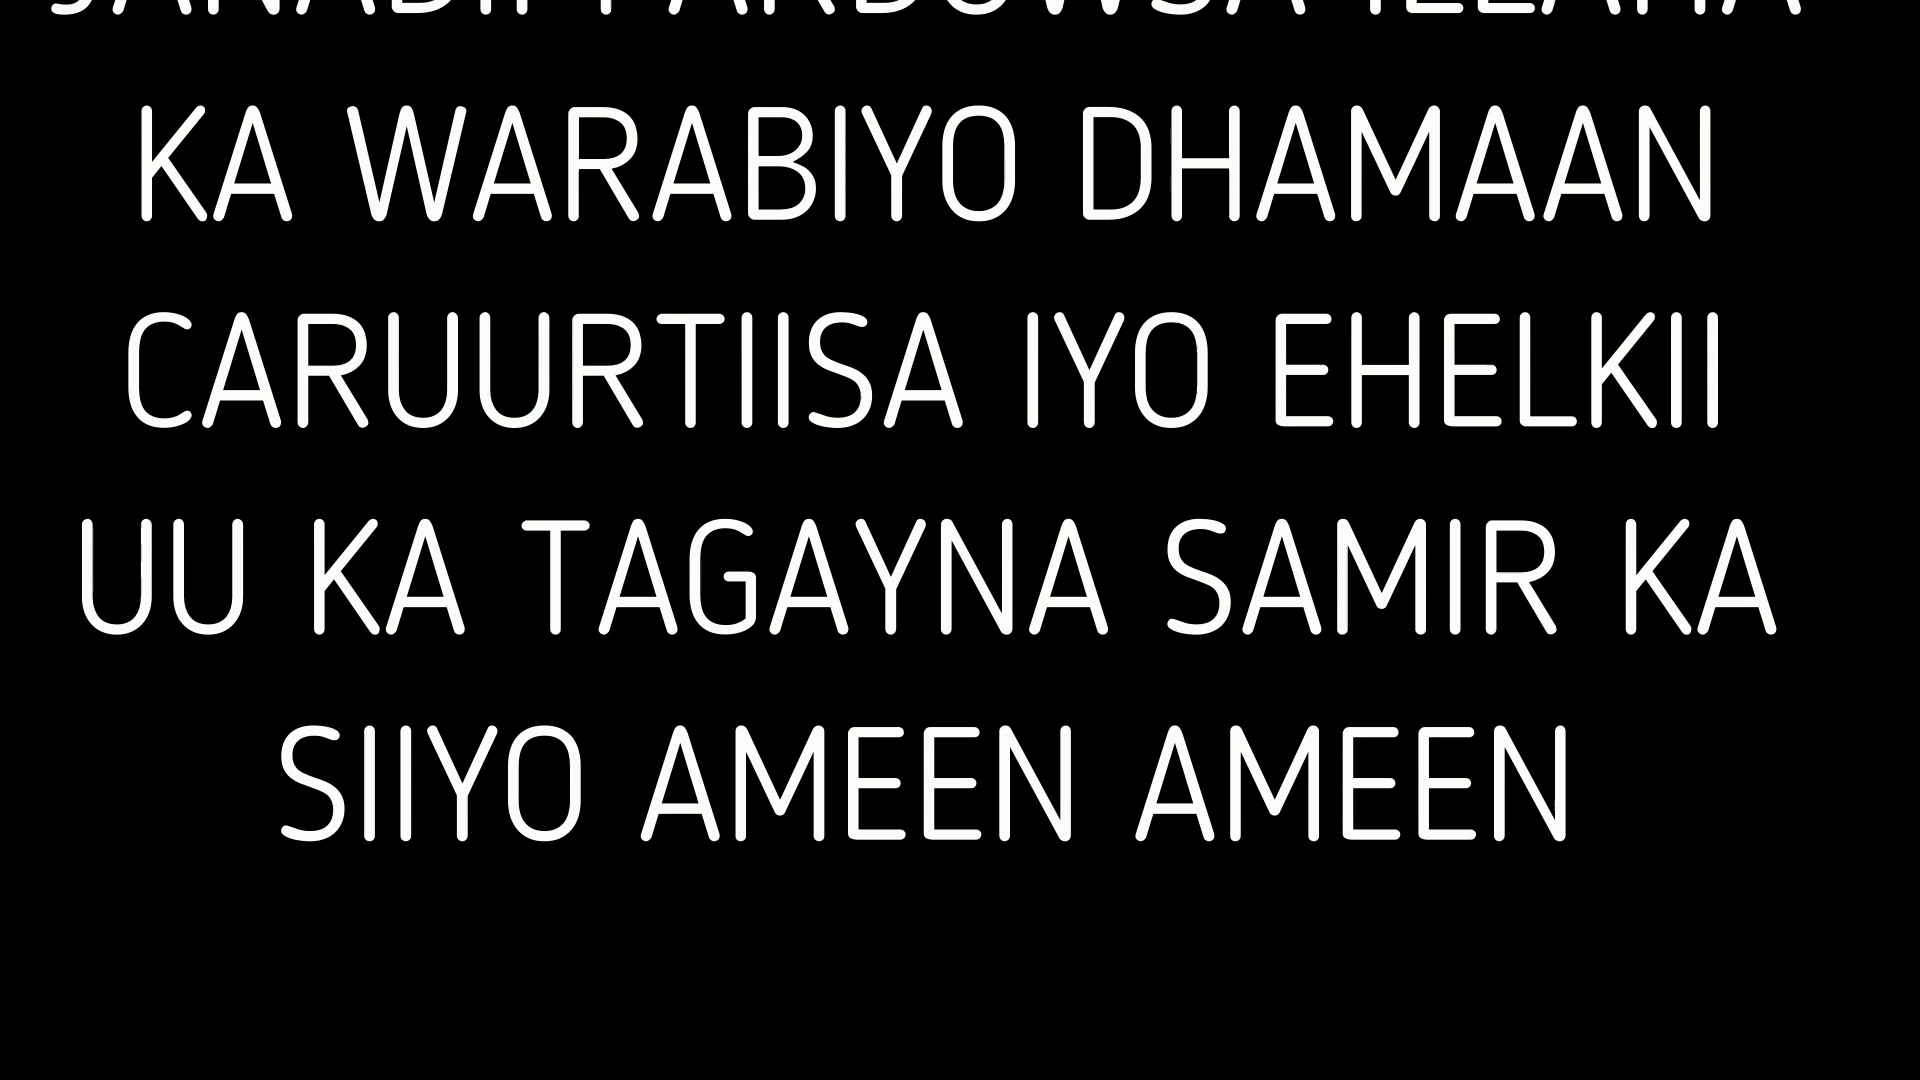 KA WARABIYO DHAMAAN
CARUURTIISA IYO EHELKII
UU KA TAGAYNA SAMIR KA
SIIYO AMEEN AMEEN